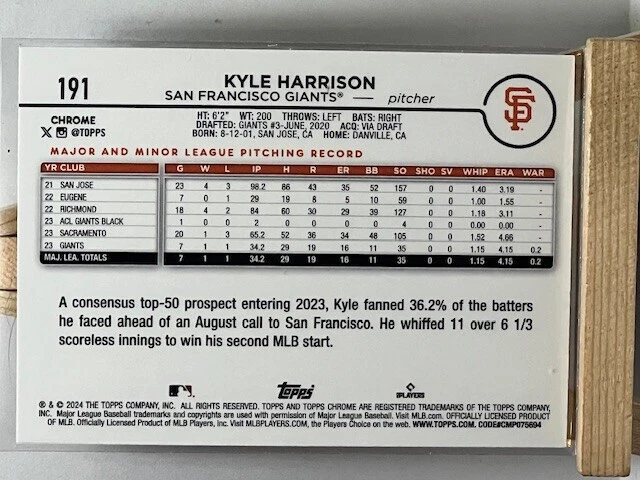 191
KYLE HARRISON
SAN FRANCISCO GIANTS® — pitcher
SF
CHROME
X @TOPPS
HT: 6'2" WT: 200 THROWS: LEFT BATS: RIGHT
DRAFTED: GIANTS #3-JUNE, 2020 ACQ: VIA DRAFT
BORN: 8-12-01, SAN JOSE, CA HOME: DANVILLE, CA
MAJOR AND MINOR LEAGUE PITCHING RECORD
YR CLUB G W L IP H R ER BB SO SHO SV WHIP ERA WAR
21 SAN JOSE 23 4 3 98.2 86 43 35 52 157 0 0 1.40 3.19 -
22 EUGENE 7 0 1 29 19 8 5 10 59 0 0 1.00 1.55 -
22 RICHMOND 18 4 2 84 60 30 29 39 127 0 0 1.18 3.11 -
23 ACL GIANTS BLACK 1 0 0 2 0 0 0 0 4 0 0 0.00 0.00 -
23 SACRAMENTO 20 1 3 65.2 52 36 34 48 105 0 0 1.52 4.66 -
23 GIANTS 7 1 1 34.2 29 19 16 11 35 0 0 1.15 4.15 0.2
MAJ. LEA. TOTALS 7 1 1 34.2 29 19 16 11 35 0 0 1.15 4.15 0.2
A consensus top-50 prospect entering 2023, Kyle fanned 36.2% of the batters
he faced ahead of an August call to San Francisco. He whiffed 11 over 6 1/3
scoreless innings to win his second MLB start.
topps
PLAYERS
® & © 2024 THE TOPPS COMPANY, INC. ALL RIGHTS RESERVED. TOPPS AND TOPPS CHROME ARE REGISTERED TRADEMARKS OF THE TOPPS COMPANY,
INC. Major League Baseball trademarks and copyrights are used with permission of Major League Baseball. Visit MLB.com. OFFICIALLY LICENSED PRODUCT
OF MLB. Officially Licensed Product of MLB Players, Inc. Visit MLBPLAYERS.com, the Players Choice on the web. WWW.TOPPS.COM. CODE#CMP075694